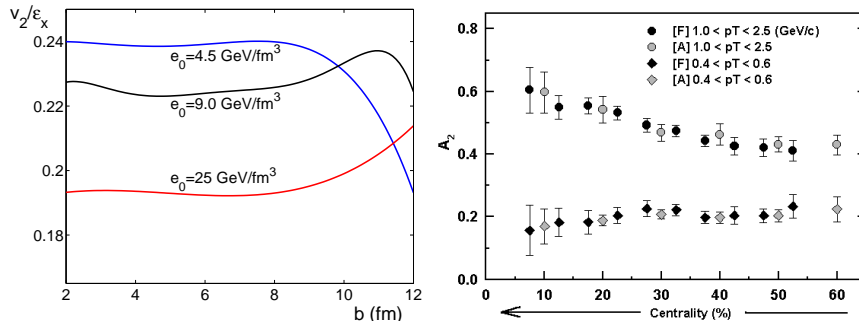 v₂/εₓ
0.24
0.22
0.2
0.18
e₀=4.5 GeV/fm³
e₀=9.0 GeV/fm³
e₀=25 GeV/fm³
2 4 6 8 10 12
b (fm)
[F] 1.0 < pT < 2.5 (GeV/c)
[A] 1.0 < pT < 2.5
[F] 0.4 < pT < 0.6
[A] 0.4 < pT < 0.6
A₂
0.8
0.6
0.4
0.2
0.0
0 10 20 30 40 50 60
Centrality (%)